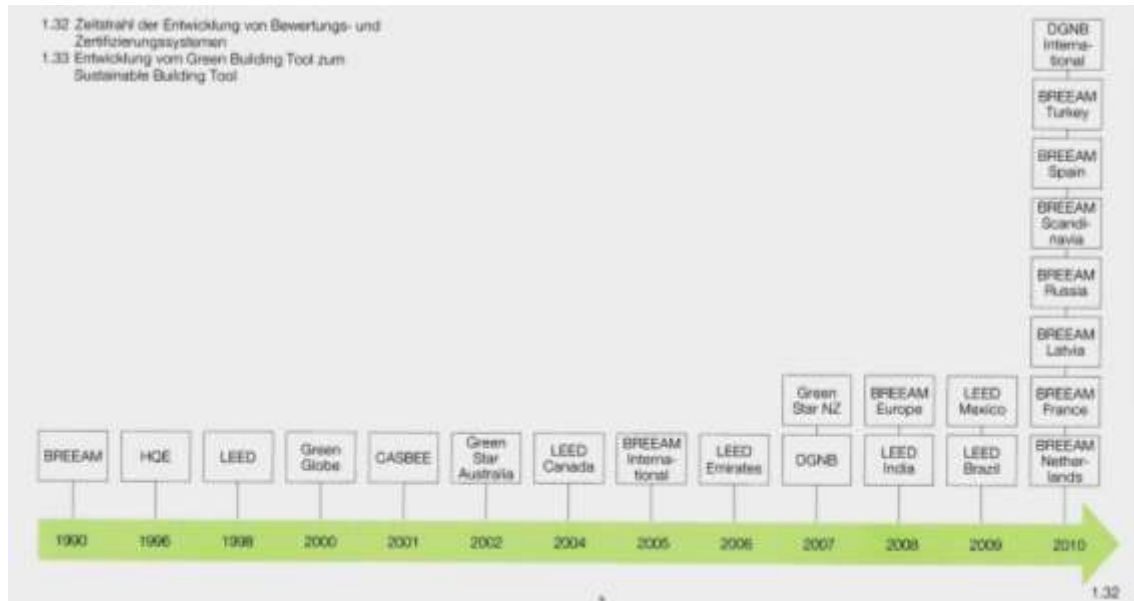 1.32 Zeitstrahl der Entwicklung von Bewertungs- und
Zertifizierungssystemen
1.33 Entwicklung vom Green Building Tool zum
Sustainable Building Tool
DGNB
Interna-
tional
BREEAM
Turkey
BREEAM
Spain
BREEAM
Scandi-
navia
BREEAM
Russia
BREEAM
Latvia
Green
Star NZ
BREEAM
Europe
LEED
Mexico
BREEAM
France
BREEAM
HQE
LEED
Green
Globe
CASBEE
Green
Star
Australia
LEED
Canada
BREEAM
Interna-
tional
LEED
Emirates
DGNB
LEED
India
LEED
Brazil
BREEAM
Nether-
lands
1990 1996 1998 2000 2001 2002 2004 2005 2006 2007 2008 2009 2010
1.32